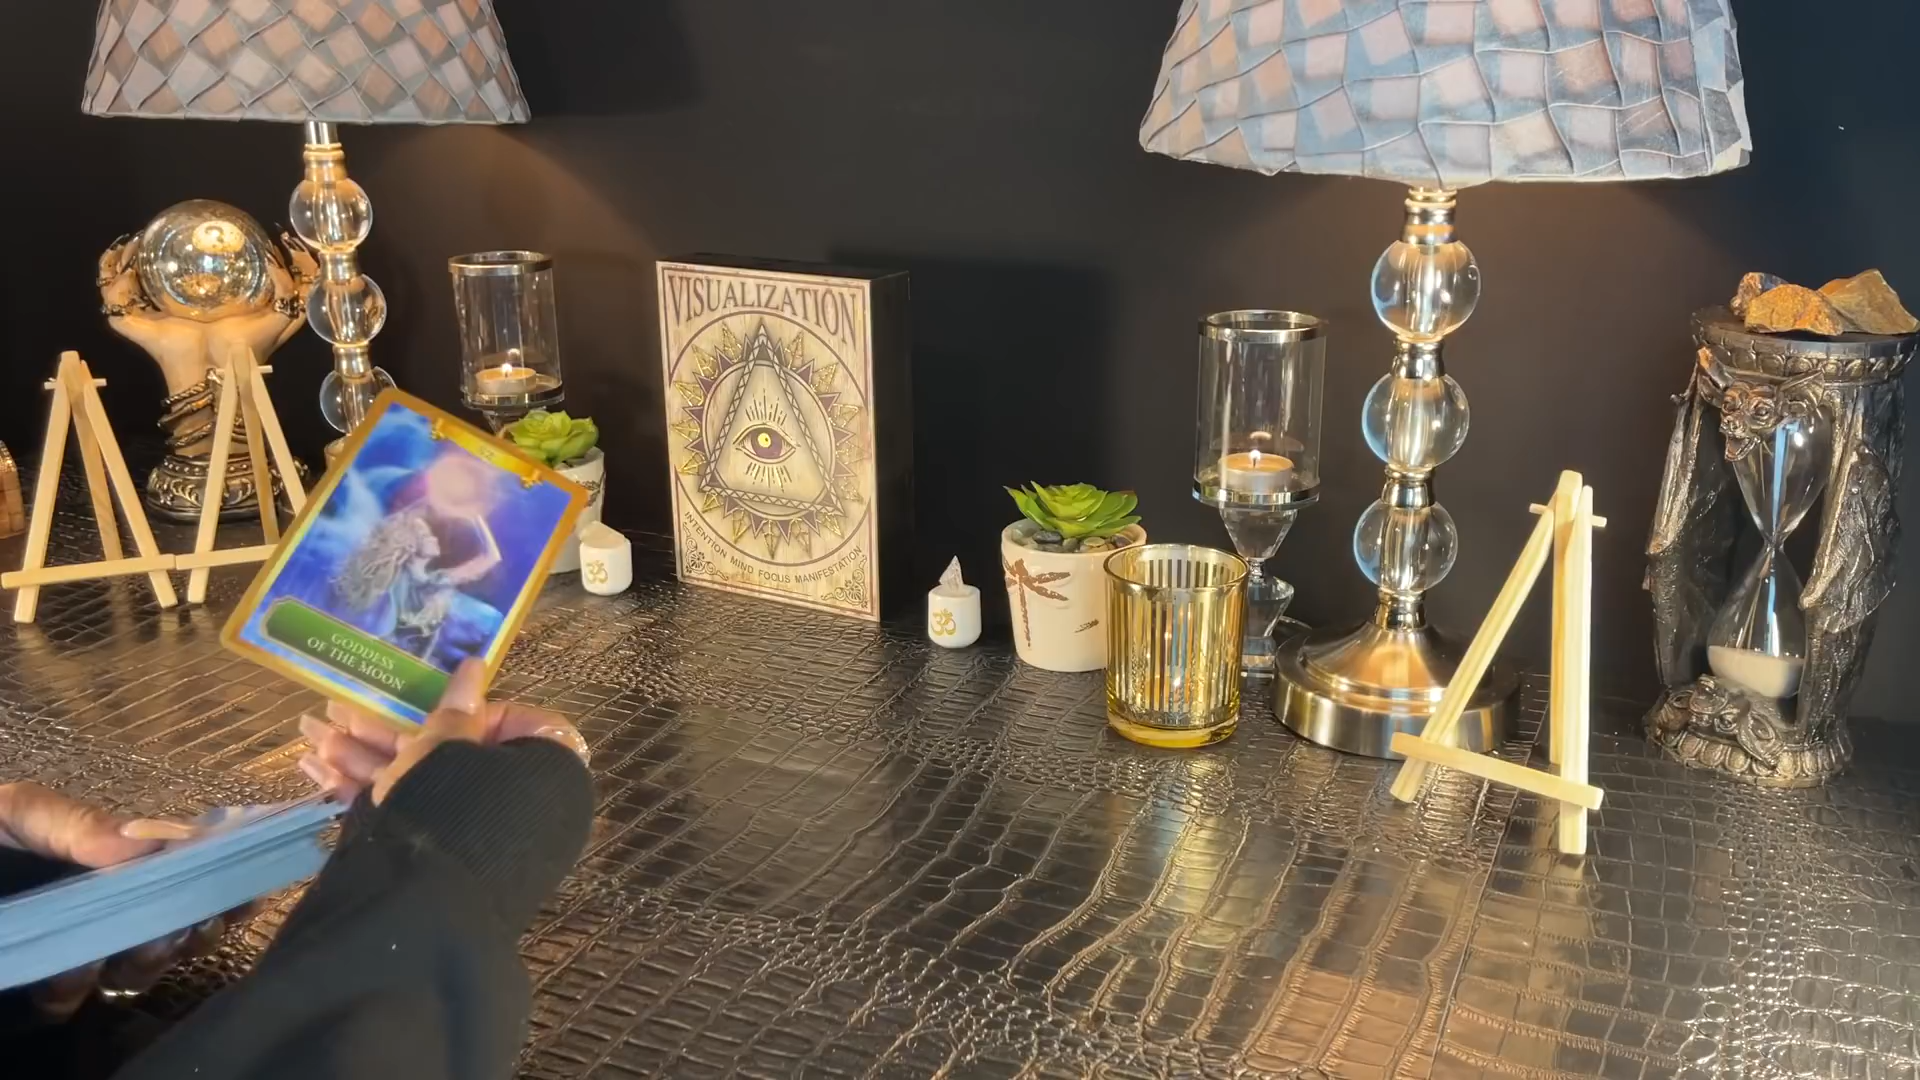 VISUALIZATION
INTENTION MIND FOCUS MANIFESTATION
GODDESS
OF THE MOON
ॐ
ॐ